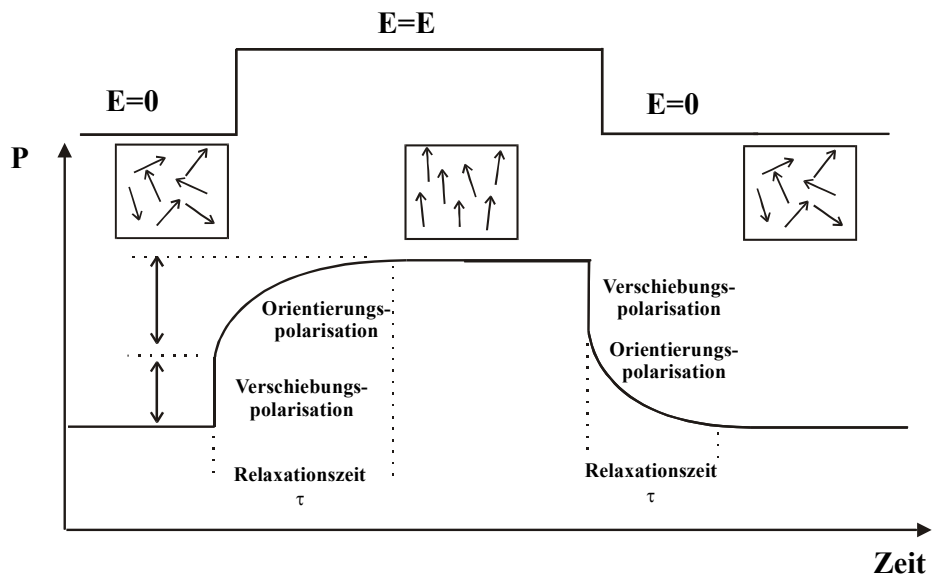 E=E
E=0
E=0
P
Orientierungs-
polarisation
Verschiebungs-
polarisation
Verschiebungs-
polarisation
Orientierungs-
polarisation
Relaxationszeit
τ
Relaxationszeit
τ
Zeit